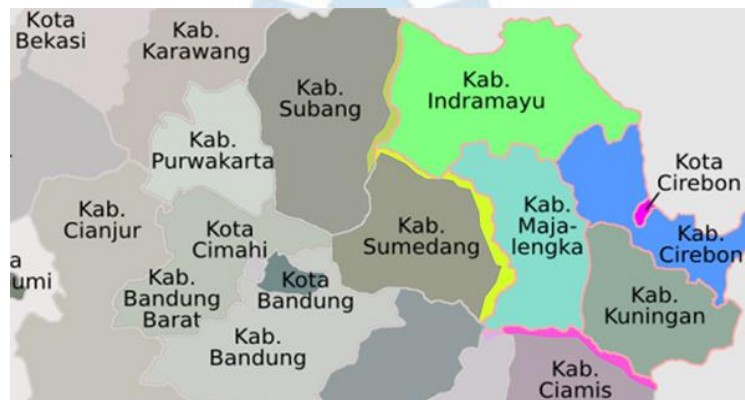 Kota
Bekasi
Kab.
Karawang
Kab.
Subang
Kab.
Indramayu
Kab.
Purwakarta
Kota
Cirebon
Kab.
Cianjur
Kota
Cimahi
Kab.
Sumedang
Kab.
Maja-
lengka
Kab.
Cirebon
a
umi
Kab.
Bandung
Barat
Kota
Bandung
Kab.
Kuningan
Kab.
Bandung
Kab.
Ciamis